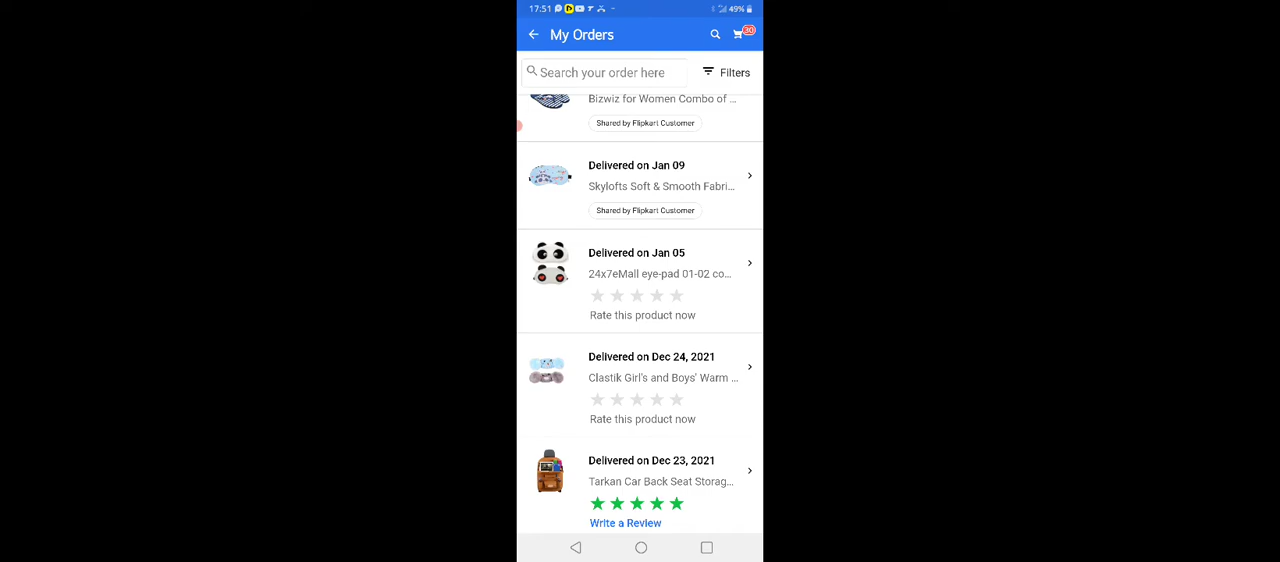 17:51 49%
My Orders 30
Search your order here Filters
Bizwiz for Women Combo of ...
Shared by Flipkart Customer
Delivered on Jan 09
Skylofts Soft & Smooth Fabri...
Shared by Flipkart Customer
Delivered on Jan 05
24x7eMall eye-pad 01-02 co...
Rate this product now
Delivered on Dec 24, 2021
Clastik Girl's and Boys' Warm ...
Rate this product now
Delivered on Dec 23, 2021
Tarkan Car Back Seat Storag...
Write a Review